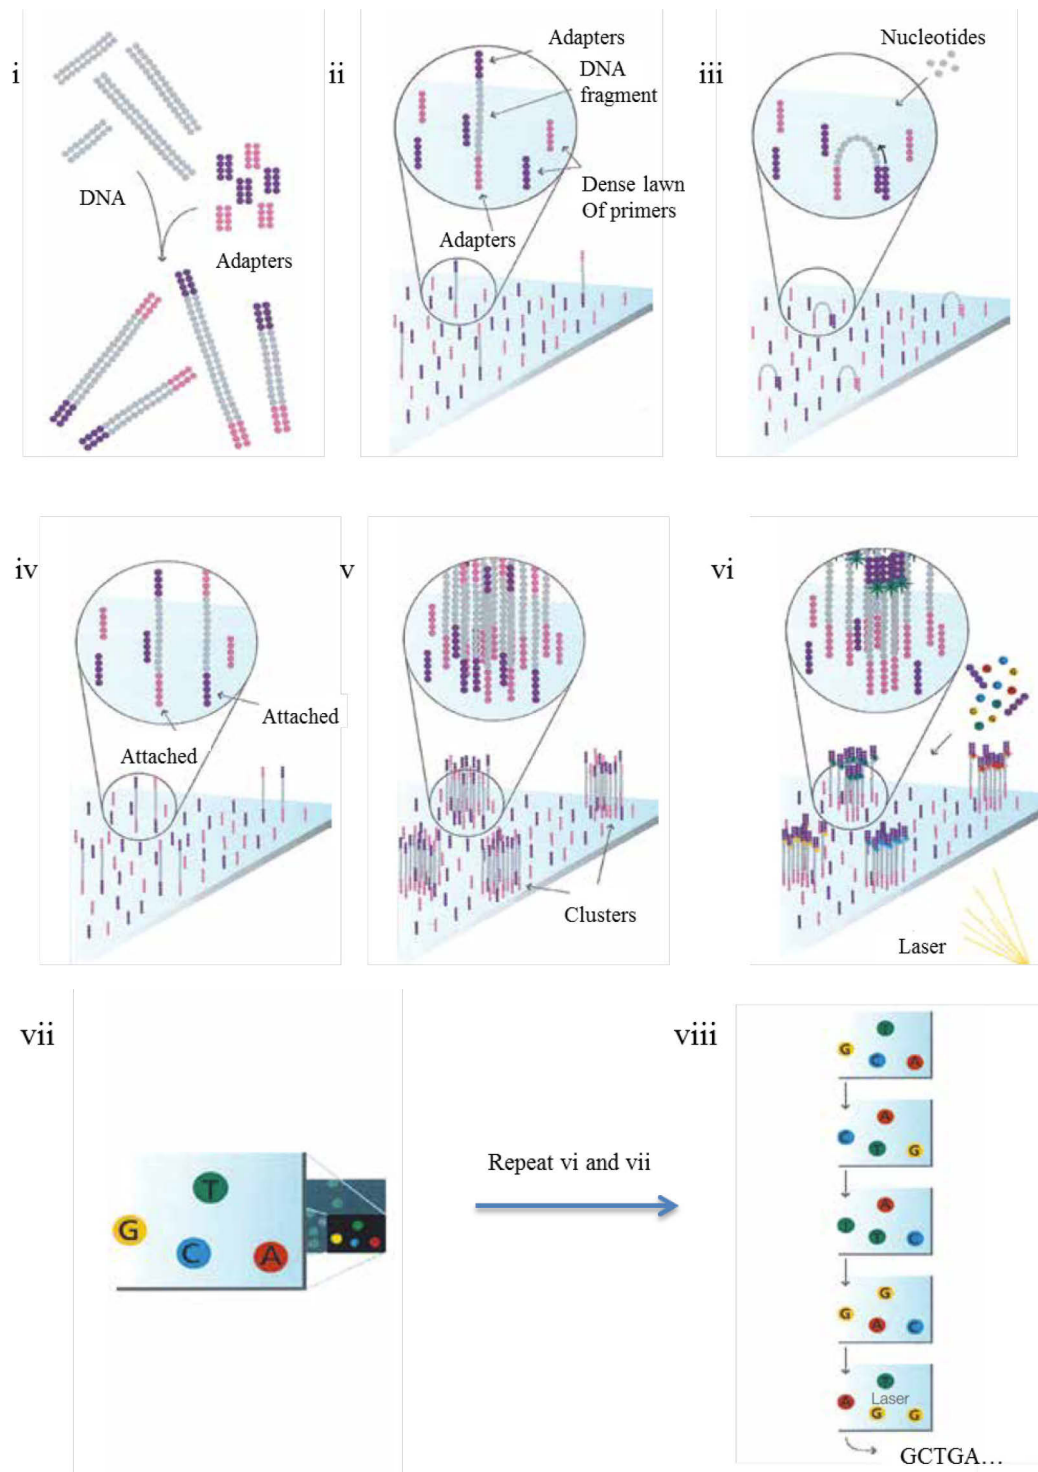 i
DNA
Adapters
ii
Adapters
DNA
fragment
Dense lawn
Of primers
Adapters
iii
Nucleotides
iv
Attached
Attached
v
Clusters
vi
Laser
vii
T
G
C
A
Repeat vi and vii
viii
T
G
C
A
A
C
T
G
A
T
T
C
G
G
A
C
T
A
Laser
G
G
GCTGA...